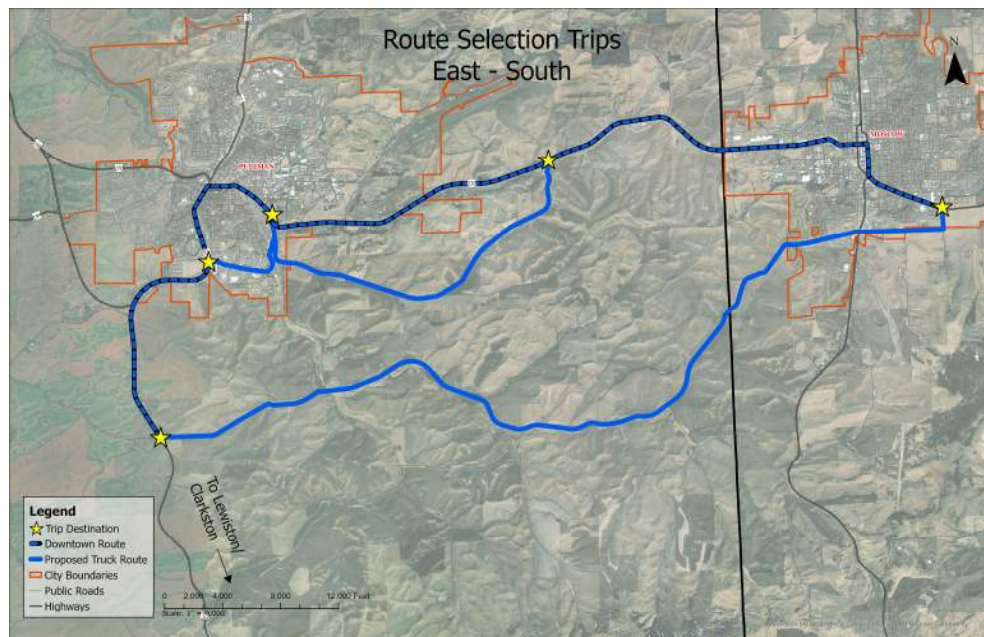 Route Selection Trips
East - South
N
PULLMAN
MOSCOW
To Lewiston/
Clarkston
Legend
Trip Destination
Downtown Route
Proposed Truck Route
City Boundaries
Public Roads
Highways
0 2,000 4,000 8,000 12,000 Feet